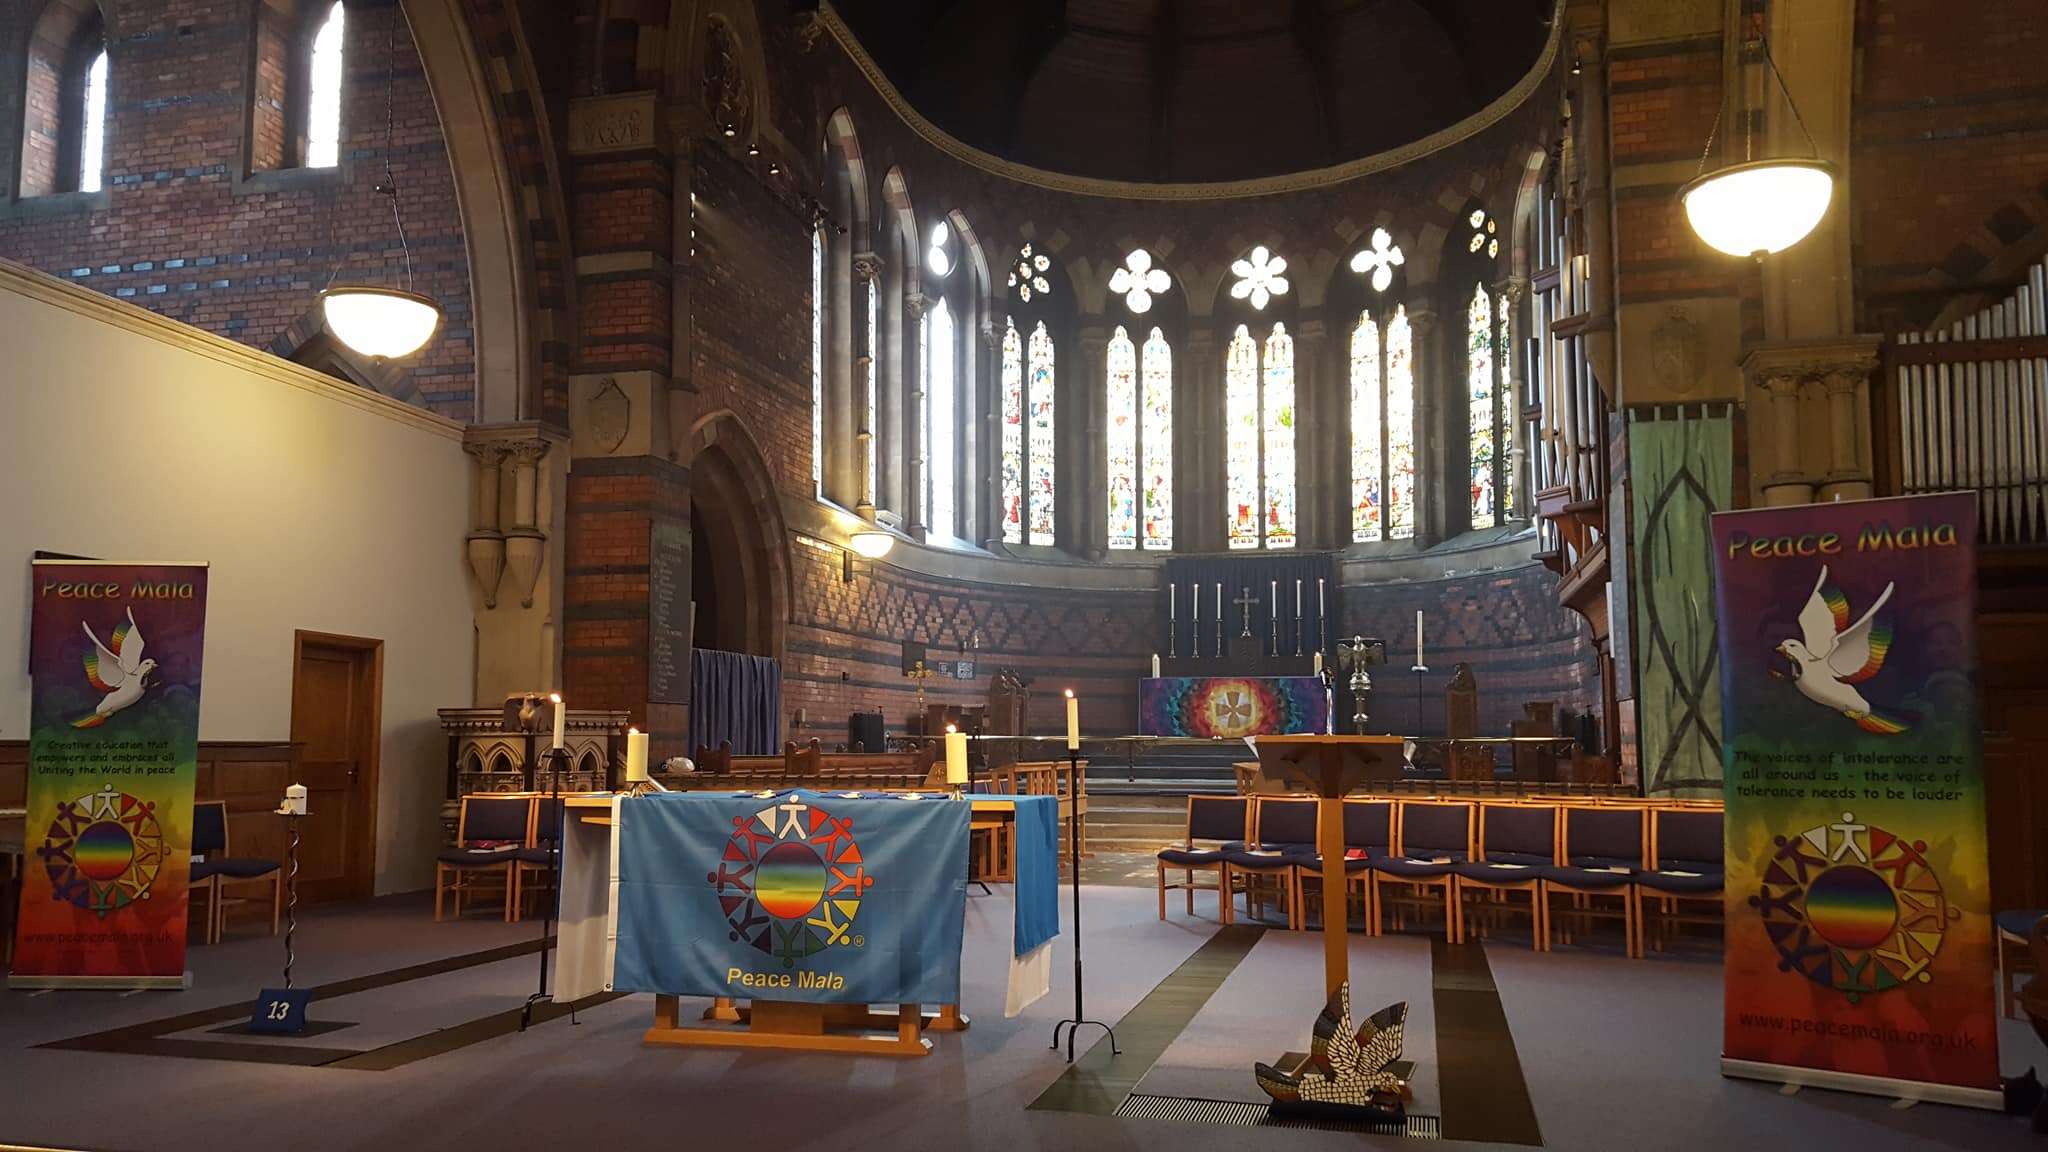 Peace Mala
Creative education that
empowers and embraces all
Uniting the World in peace
www.peacemala.org.uk
13
®
Peace Mala
Peace Mala
The voices of intolerance are
all around us - the voice of
tolerance needs to be louder
www.peacemala.org.uk